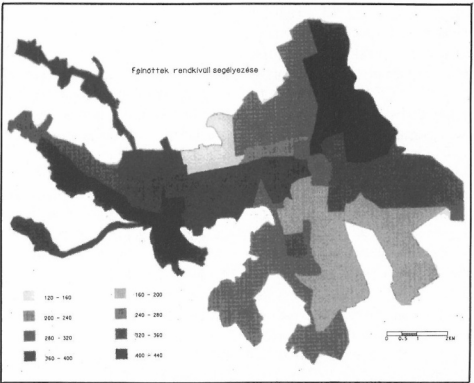 Felnőttek rendkívüli segélyezése
120 - 160
160 - 200
200 - 240
240 - 280
280 - 320
320 - 360
360 - 400
400 - 440
0 0.5 1 2KM